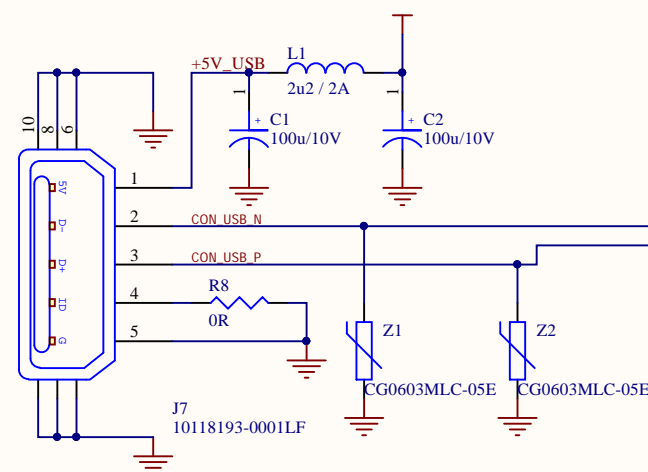 +5V_USB
L1
2u2 / 2A
10
8
6
1
C1
100u/10V
1
C2
100u/10V
1
5V
2
CON_USB_N
D-
3
CON_USB_P
D+
4
R8
0R
ID
5
G
Z1
CG0603MLC-05E
Z2
CG0603MLC-05E
J7
10118193-0001LF